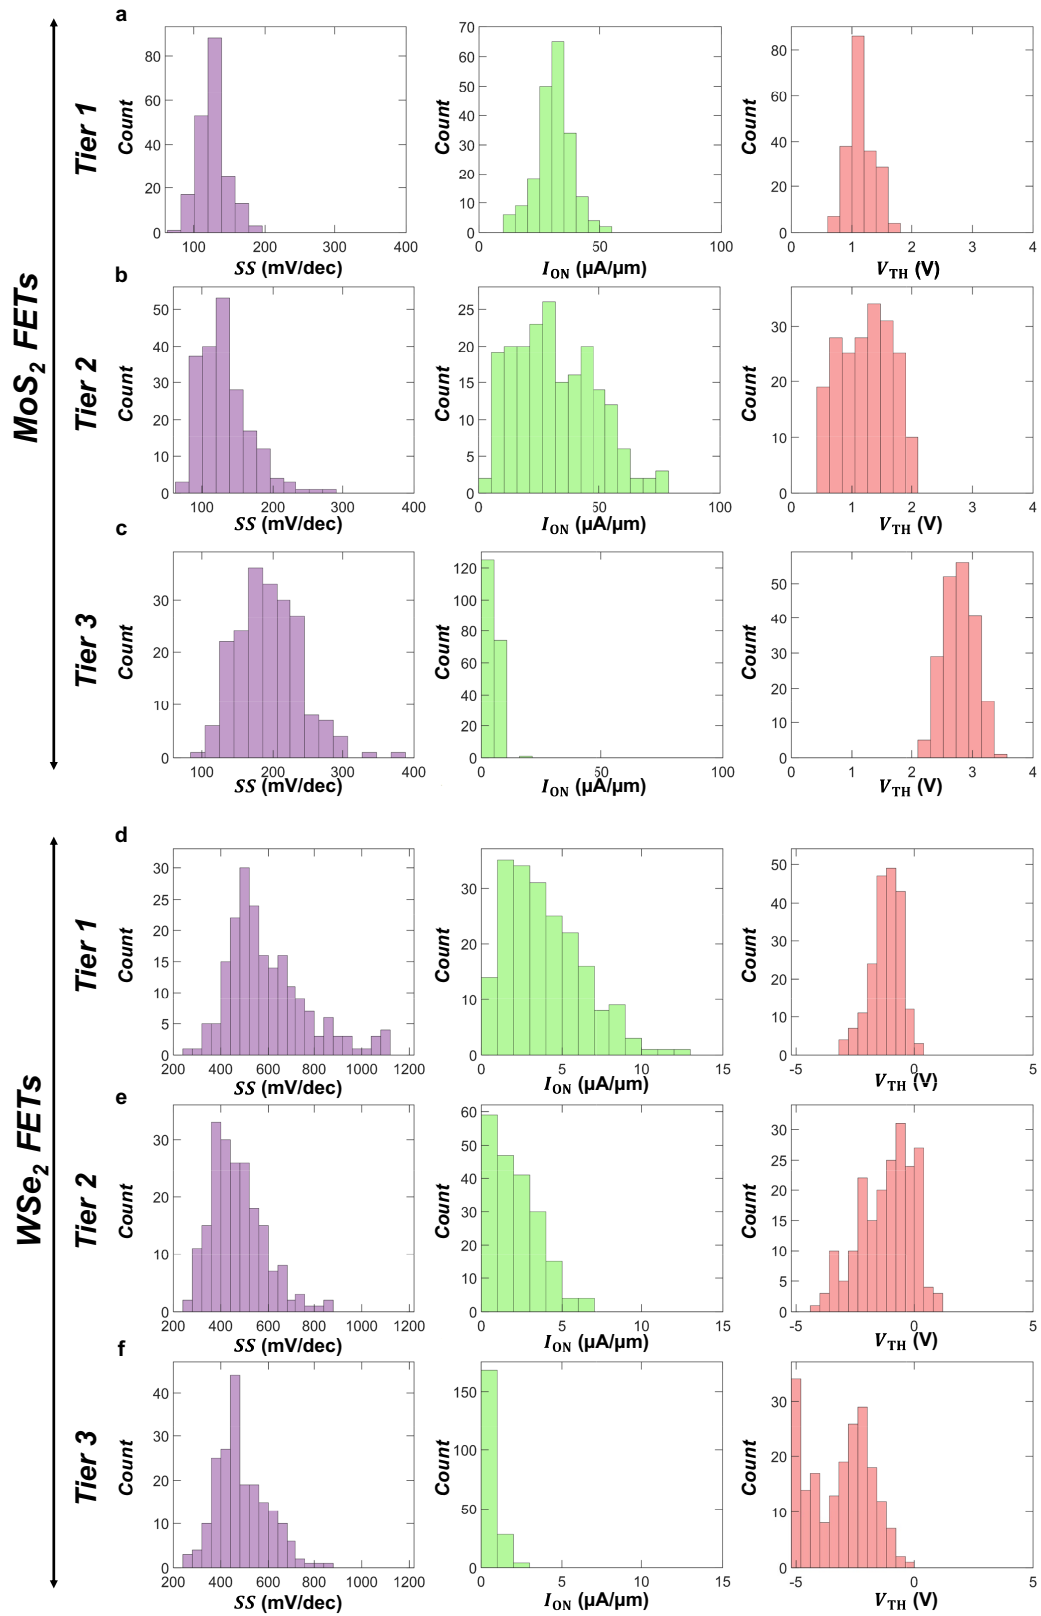 MoS2 FETs
a
Tier 1
Count
80
60
40
20
0
100 200 300 400
SS (mV/dec)
Count
70
60
50
40
30
20
10
0
0 50 100
ION (μA/μm)
Count
80
60
40
20
0
0 1 2 3 4
VTH (V)
b
Tier 2
Count
50
40
30
20
10
0
100 200 300 400
SS (mV/dec)
Count
25
20
15
10
5
0
0 50 100
ION (μA/μm)
Count
30
20
10
0
0 1 2 3 4
VTH (V)
c
Tier 3
Count
30
20
10
0
100 200 300 400
SS (mV/dec)
Count
120
100
80
60
40
20
0
0 50 100
ION (μA/μm)
Count
50
40
30
20
10
0
0 1 2 3 4
VTH (V)
WSe2 FETs
d
Tier 1
Count
30
25
20
15
10
5
0
200 400 600 800 1000 1200
SS (mV/dec)
Count
30
20
10
0
0 5 10 15
ION (μA/μm)
Count
50
40
30
20
10
0
-5 0 5
VTH (V)
e
Tier 2
Count
30
20
10
0
200 400 600 800 1000 1200
SS (mV/dec)
Count
60
50
40
30
20
10
0
0 5 10 15
ION (μA/μm)
Count
30
25
20
15
10
5
0
-5 0 5
VTH (V)
f
Tier 3
Count
40
30
20
10
0
200 400 600 800 1000 1200
SS (mV/dec)
Count
150
100
50
0
0 5 10 15
ION (μA/μm)
Count
30
20
10
0
-5 0 5
VTH (V)